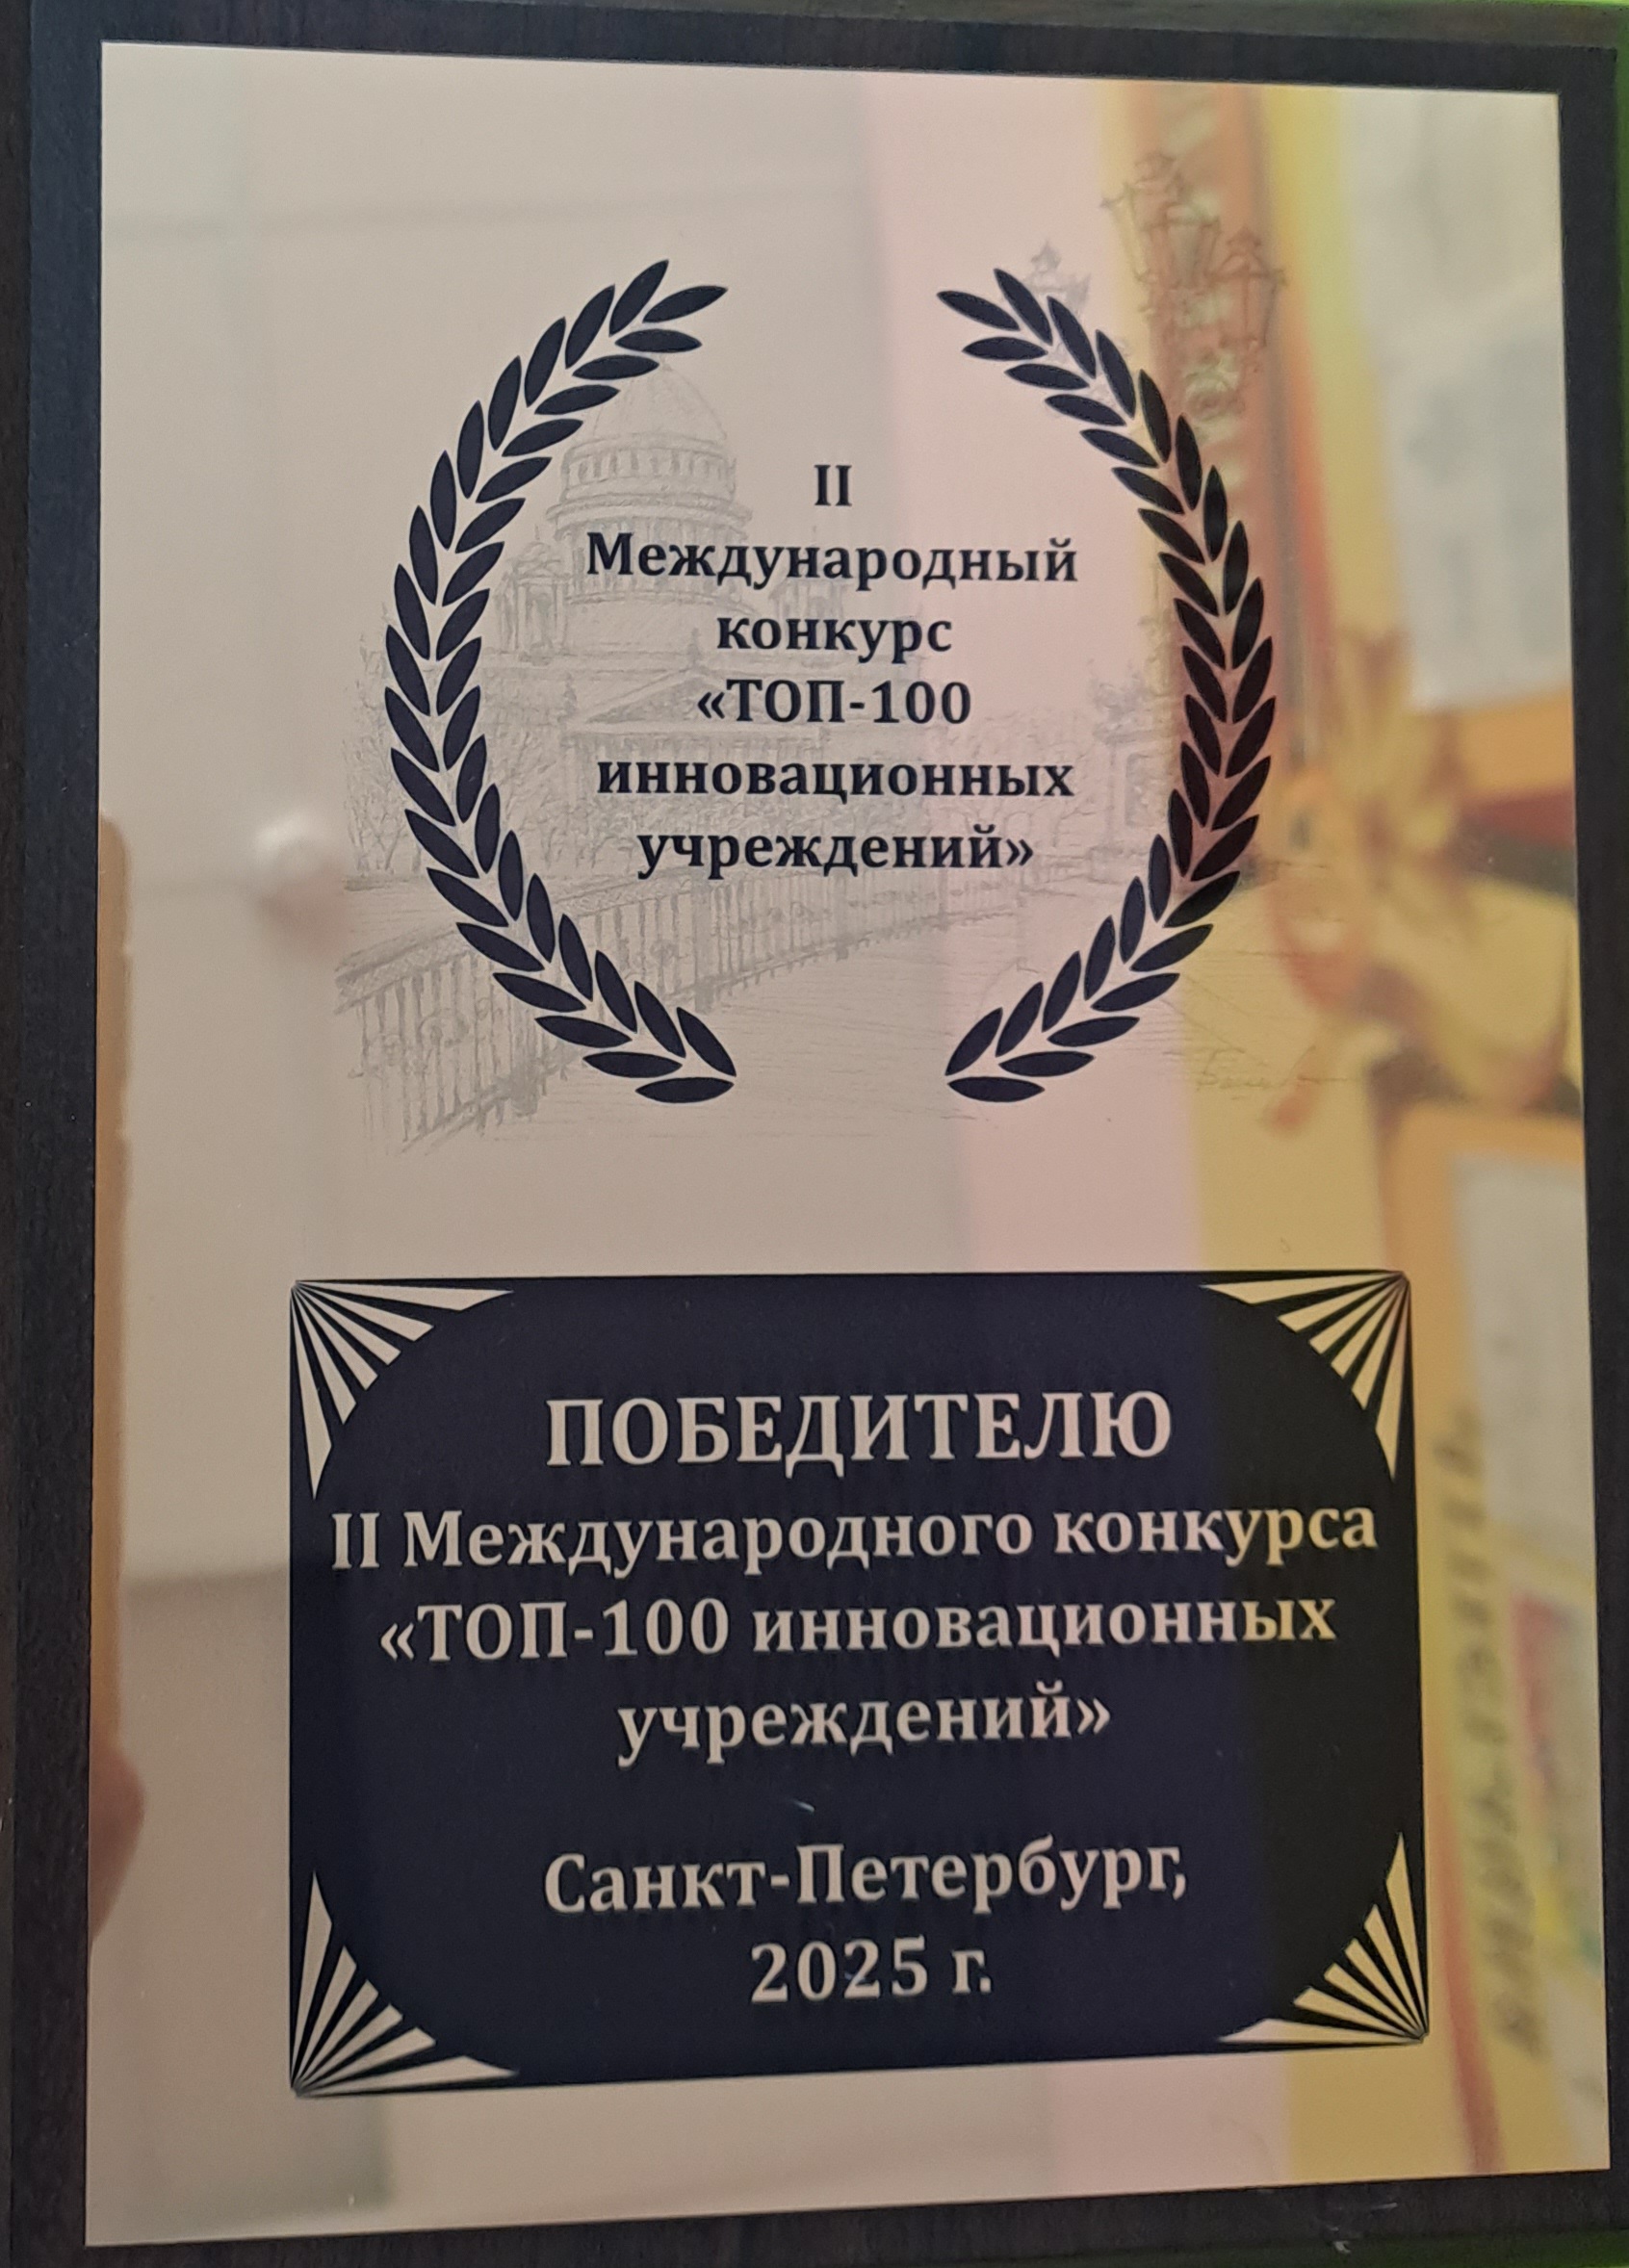 II
Международный
конкурс
«ТОП-100
инновационных
учреждений»
ПОБЕДИТЕЛЮ
II Международного конкурса
«ТОП-100 инновационных
учреждений»
Санкт-Петербург,
2025 г.